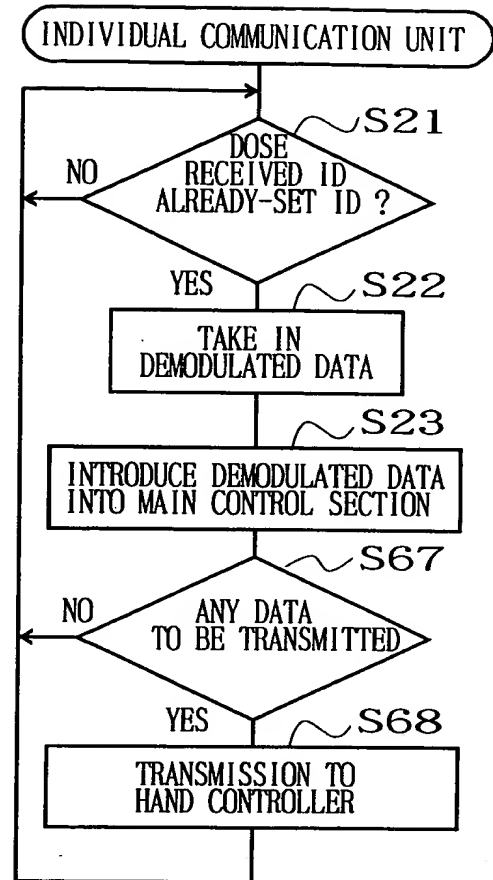 INDIVIDUAL COMMUNICATION UNIT
S21
DOSE
RECEIVED ID
ALREADY-SET ID ?
NO
YES
S22
TAKE IN
DEMODULATED DATA
S23
INTRODUCE DEMODULATED DATA
INTO MAIN CONTROL SECTION
S67
ANY DATA
TO BE TRANSMITTED
NO
YES
S68
TRANSMISSION TO
HAND CONTROLLER